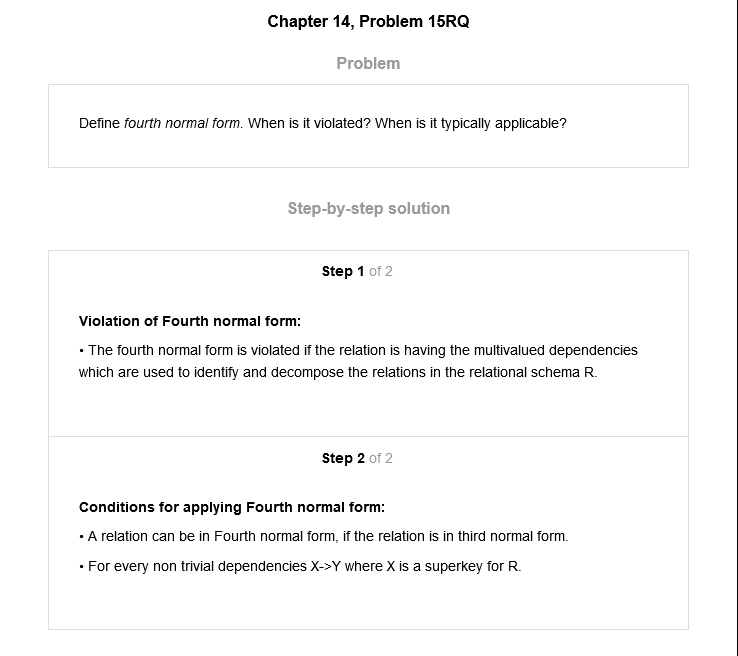 Chapter 14, Problem 15RQ
Problem
Define fourth normal form. When is it violated? When is it typically applicable?
Step-by-step solution
Step 1 of 2
Violation of Fourth normal form:
• The fourth normal form is violated if the relation is having the multivalued dependencies
which are used to identify and decompose the relations in the relational schema R.
Step 2 of 2
Conditions for applying Fourth normal form:
• A relation can be in Fourth normal form, if the relation is in third normal form.
• For every non trivial dependencies X->Y where X is a superkey for R.